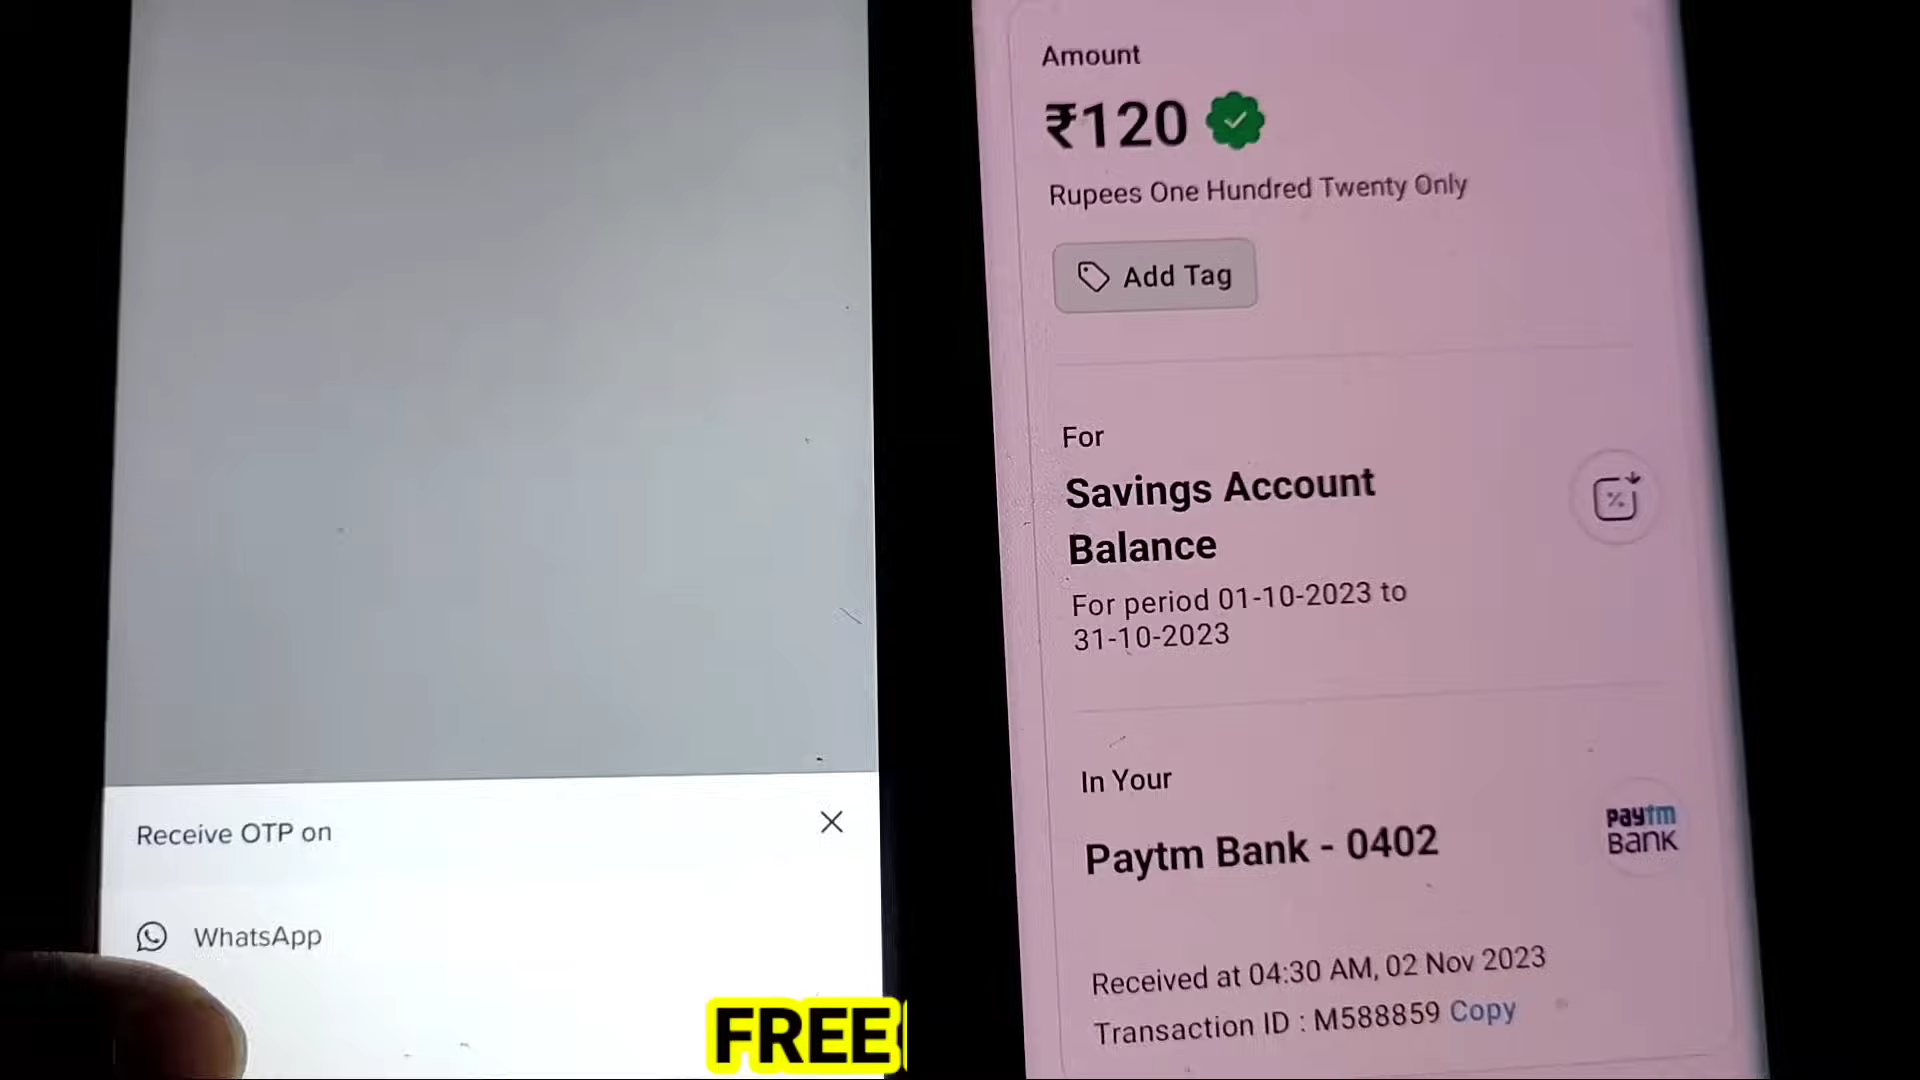 Receive OTP on
WhatsApp
FREE
Amount
₹120
Rupees One Hundred Twenty Only
Add Tag
For
Savings Account
Balance
For period 01-10-2023 to
31-10-2023
In Your
Paytm Bank - 0402
paytm
BANK
Received at 04:30 AM, 02 Nov 2023
Transaction ID : M588859 Copy